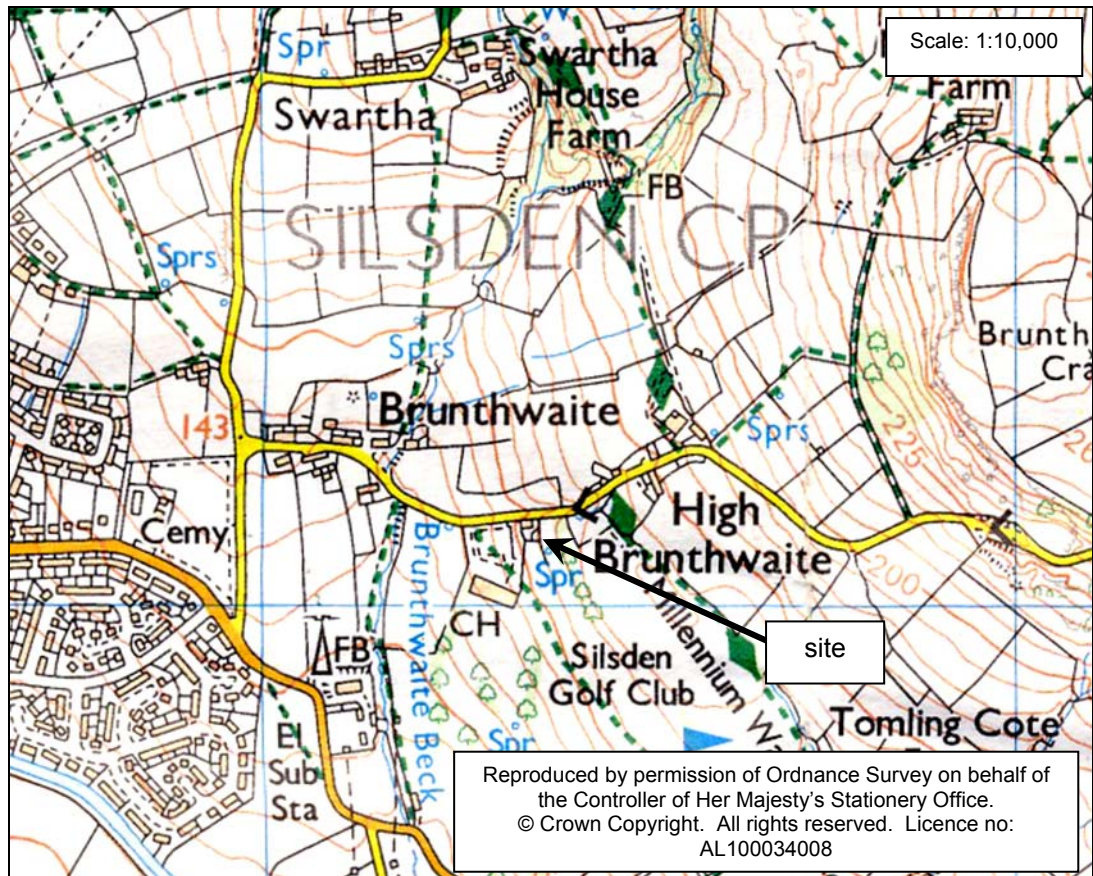 Spr
W
Scale: 1:10,000
Swartha
House
Farm
Swartha
Farm
FB
SILSDEN CP
Sprs
Sprs
Brunth
Cra
Brunthwaite
143
Sprs
225
Cemy
High
Brunthwaite
200
Spr
Brunthwaite Beck
CH
site
FB
Silsden
Golf Club
Millennium W
Tomling Cote
El
Sub
Sta
Spr
Reproduced by permission of Ordnance Survey on behalf of
the Controller of Her Majesty's Stationery Office.
© Crown Copyright. All rights reserved. Licence no:
AL100034008